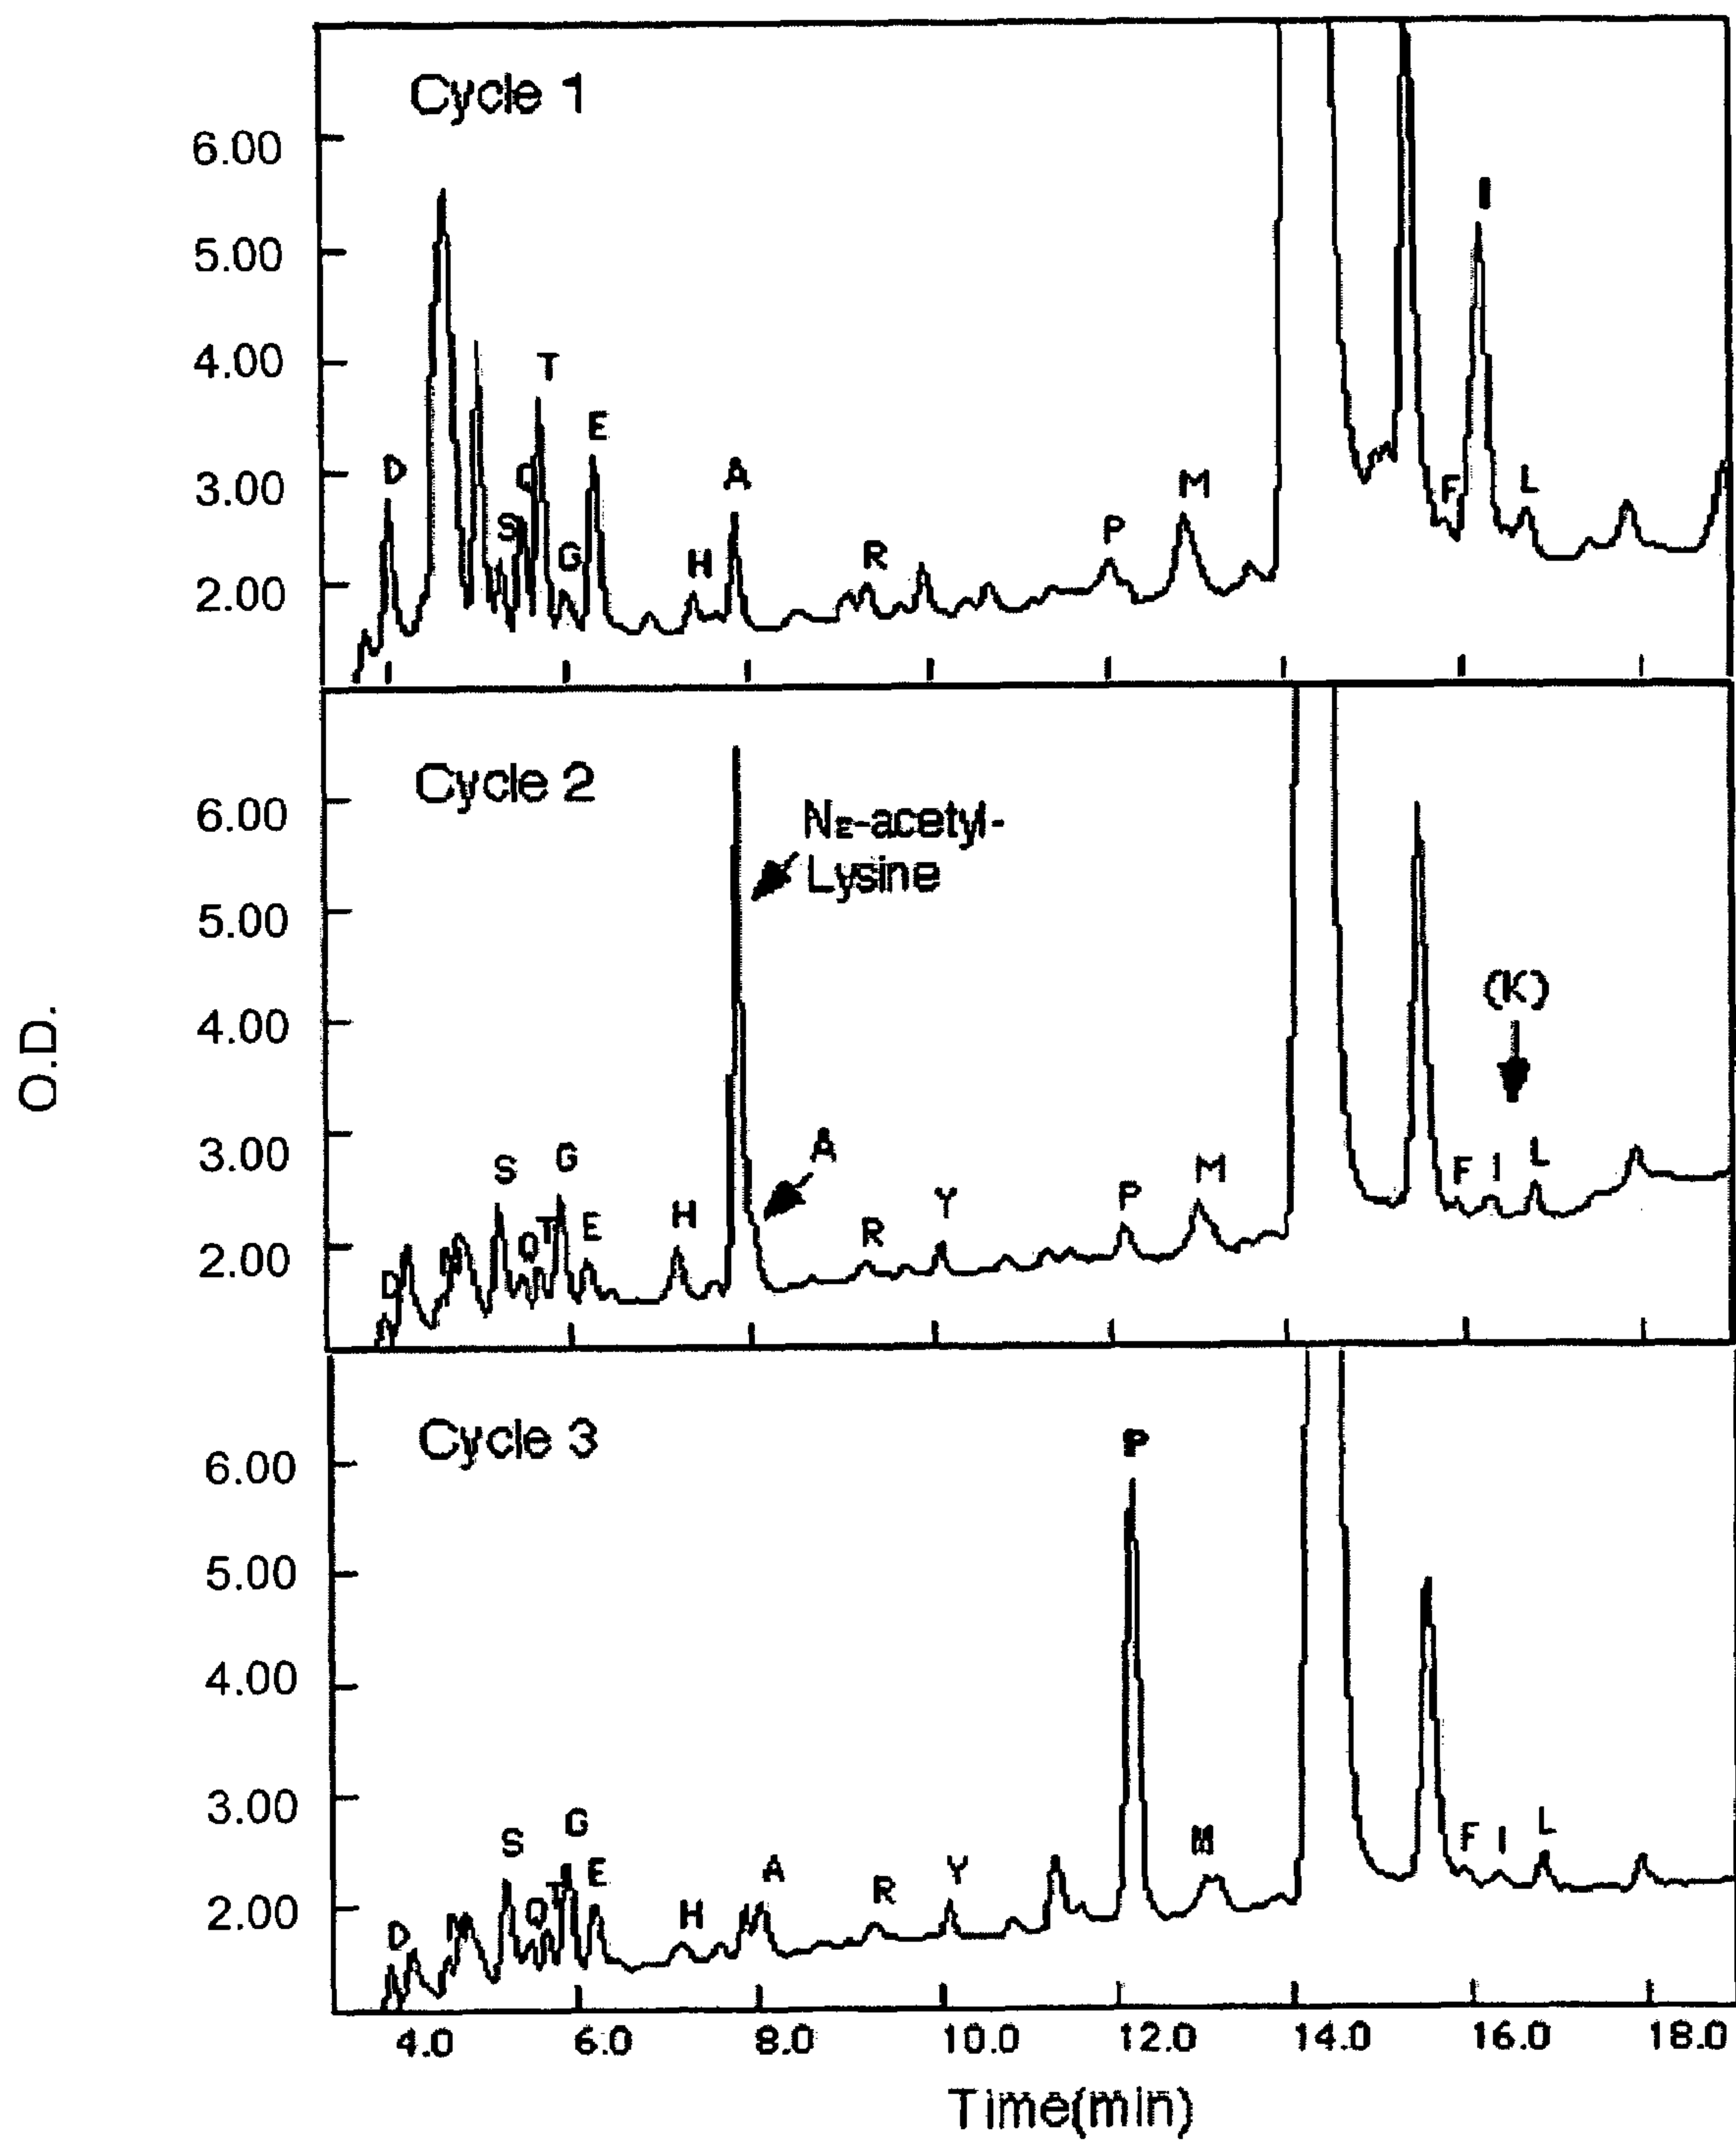 Cycle 1
6.00
5.00
4.00
3.00
2.00
D
S
Q
T
G
E
H
A
R
P
M
F
I
L
Cycle 2
6.00
5.00
4.00
3.00
2.00
Nε-acetyl-
Lysine
(K)
D
N
S
Q
T
G
E
H
A
R
Y
P
M
F
I
L
O.D.
Cycle 3
6.00
5.00
4.00
3.00
2.00
D
N
S
Q
T
G
E
H
A
R
Y
P
M
F
I
L
4.0 6.0 8.0 10.0 12.0 14.0 16.0 18.0
Time(min)